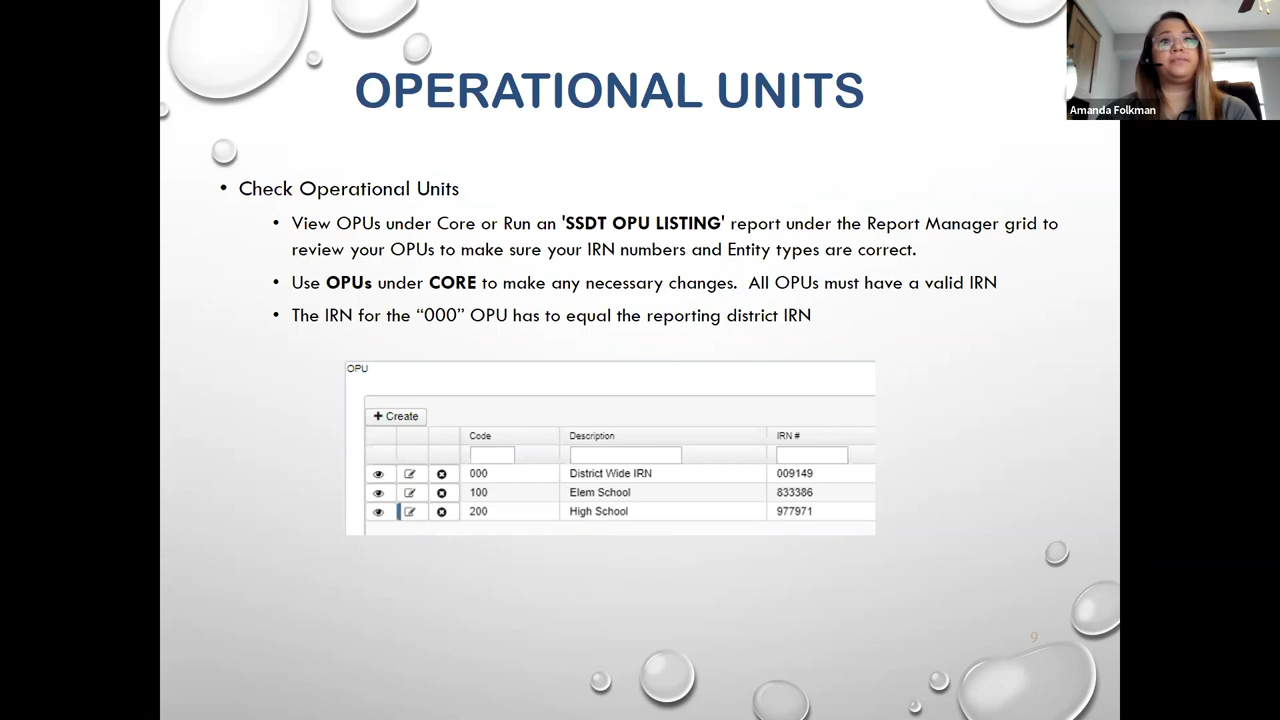 OPERATIONAL UNITS
Amanda Folkman
• Check Operational Units
• View OPUs under Core or Run an 'SSDT OPU LISTING' report under the Report Manager grid to
review your OPUs to make sure your IRN numbers and Entity types are correct.
• Use OPUs under CORE to make any necessary changes.  All OPUs must have a valid IRN
• The IRN for the “000” OPU has to equal the reporting district IRN
OPU
+ Create
Code Description IRN #
000 District Wide IRN 009149
100 Elem School 833386
200 High School 977971
9